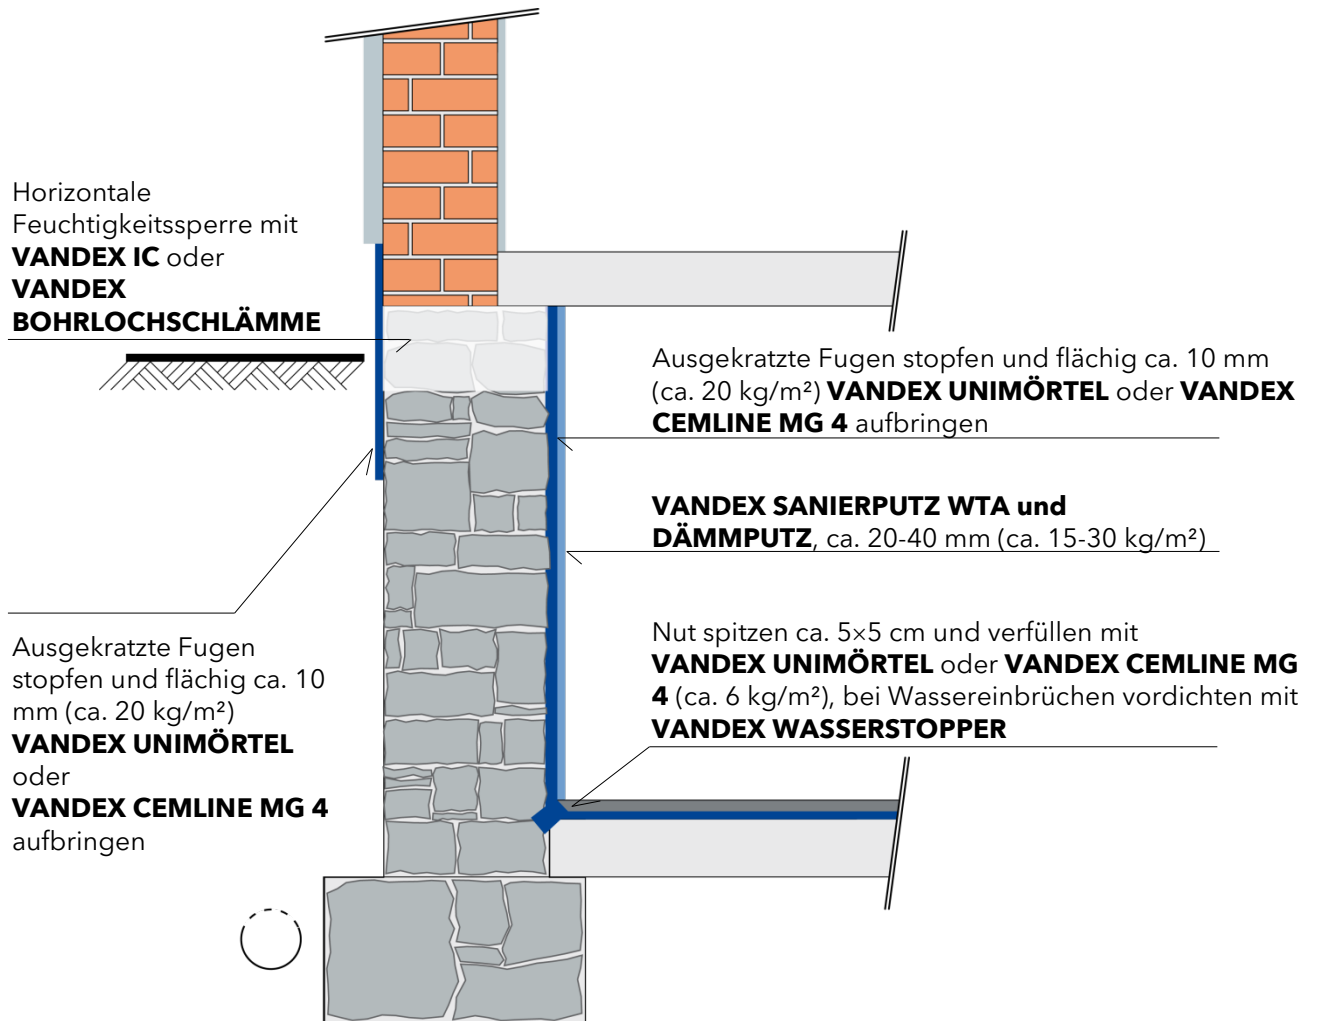 Horizontale
Feuchtigkeitssperre mit
VANDEX IC oder
VANDEX
BOHRLOCHSCHLÄMME
Ausgekratzte Fugen stopfen und flächig ca. 10 mm
(ca. 20 kg/m²) VANDEX UNIMÖRTEL oder VANDEX
CEMLINE MG 4 aufbringen
VANDEX SANIERPUTZ WTA und
DÄMMPUTZ, ca. 20-40 mm (ca. 15-30 kg/m²)
Nut spitzen ca. 5×5 cm und verfüllen mit
VANDEX UNIMÖRTEL oder VANDEX CEMLINE MG
4 (ca. 6 kg/m²), bei Wassereinbrüchen vordichten mit
VANDEX WASSERSTOPPER
Ausgekratzte Fugen
stopfen und flächig ca. 10
mm (ca. 20 kg/m²)
VANDEX UNIMÖRTEL
oder
VANDEX CEMLINE MG 4
aufbringen